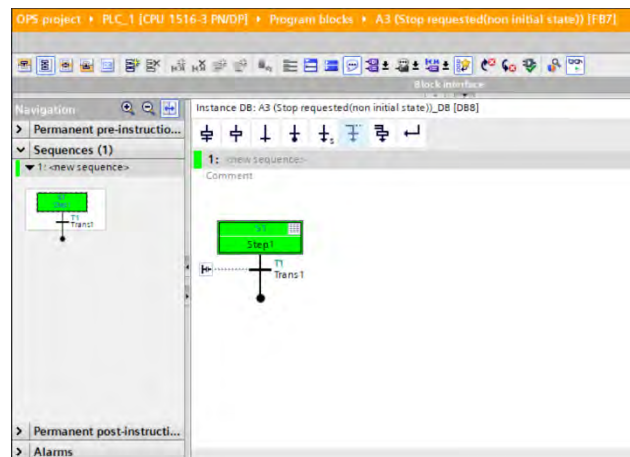 OPS project ▸ PLC_1 [CPU 1516-3 PN/DP] ▸ Program blocks ▸ A3 (Stop requested(non initial state)) [FB7]
Block interface
Navigation
Instance DB: A3 (Stop requested(non initial state))_DB [DB8]
Permanent pre-instructio...
Sequences (1)
1: <new sequence>
1: <new sequence>
Comment
T1
Trans1
S1
Step1
T1
Trans1
Permanent post-instructi...
Alarms